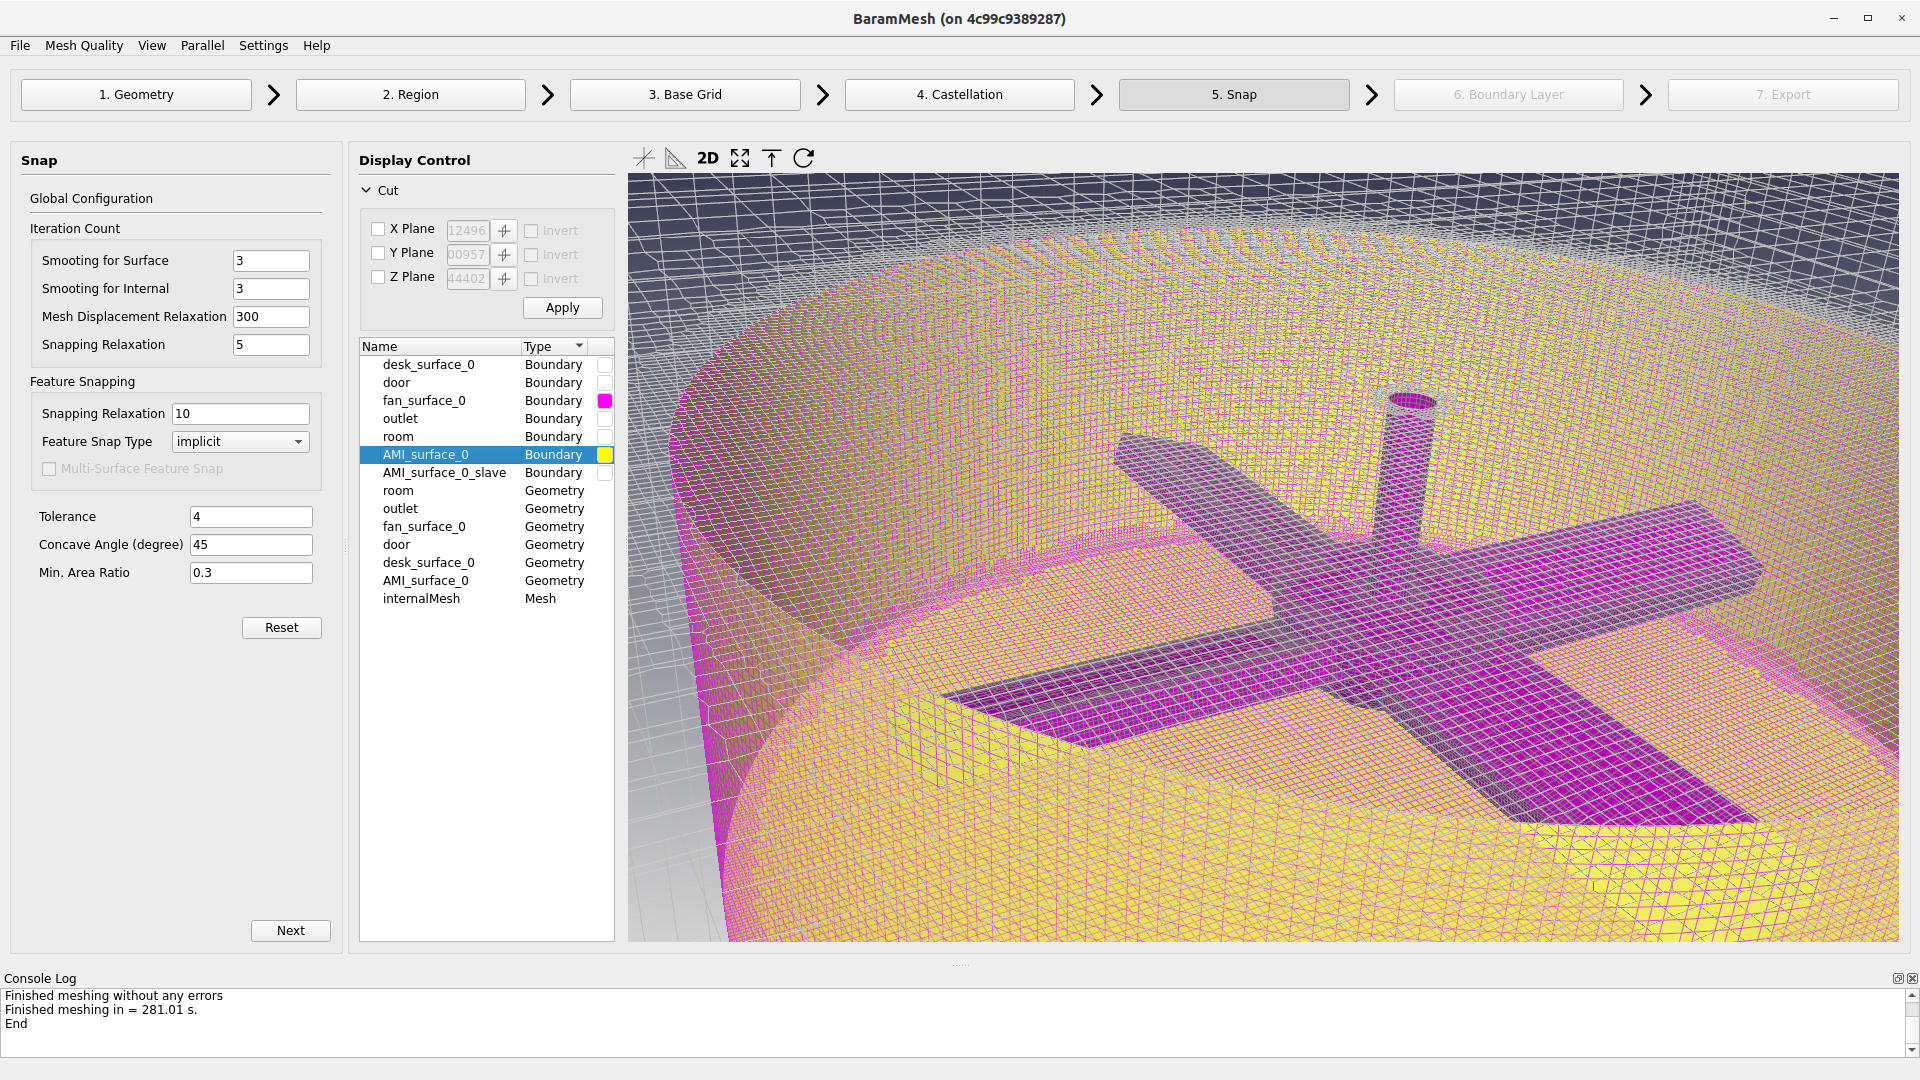 BaramMesh (on 4c99c9389287)
File Mesh Quality View Parallel Settings Help
1. Geometry 2. Region 3. Base Grid 4. Castellation 5. Snap 6. Boundary Layer 7. Export
Snap
Global Configuration
Iteration Count
Smooting for Surface 3
Smooting for Internal 3
Mesh Displacement Relaxation 300
Snapping Relaxation 5
Feature Snapping
Snapping Relaxation 10
Feature Snap Type implicit
Multi-Surface Feature Snap
Tolerance 4
Concave Angle (degree) 45
Min. Area Ratio 0.3
Reset
Next
Display Control
Cut
X Plane 12496 Invert
Y Plane 00957 Invert
Z Plane 44402 Invert
Apply
Name Type
desk_surface_0 Boundary
door Boundary
fan_surface_0 Boundary
outlet Boundary
room Boundary
AMI_surface_0 Boundary
AMI_surface_0_slave Boundary
room Geometry
outlet Geometry
fan_surface_0 Geometry
door Geometry
desk_surface_0 Geometry
AMI_surface_0 Geometry
internalMesh Mesh
2D
Console Log
Finished meshing without any errors
Finished meshing in = 281.01 s.
End